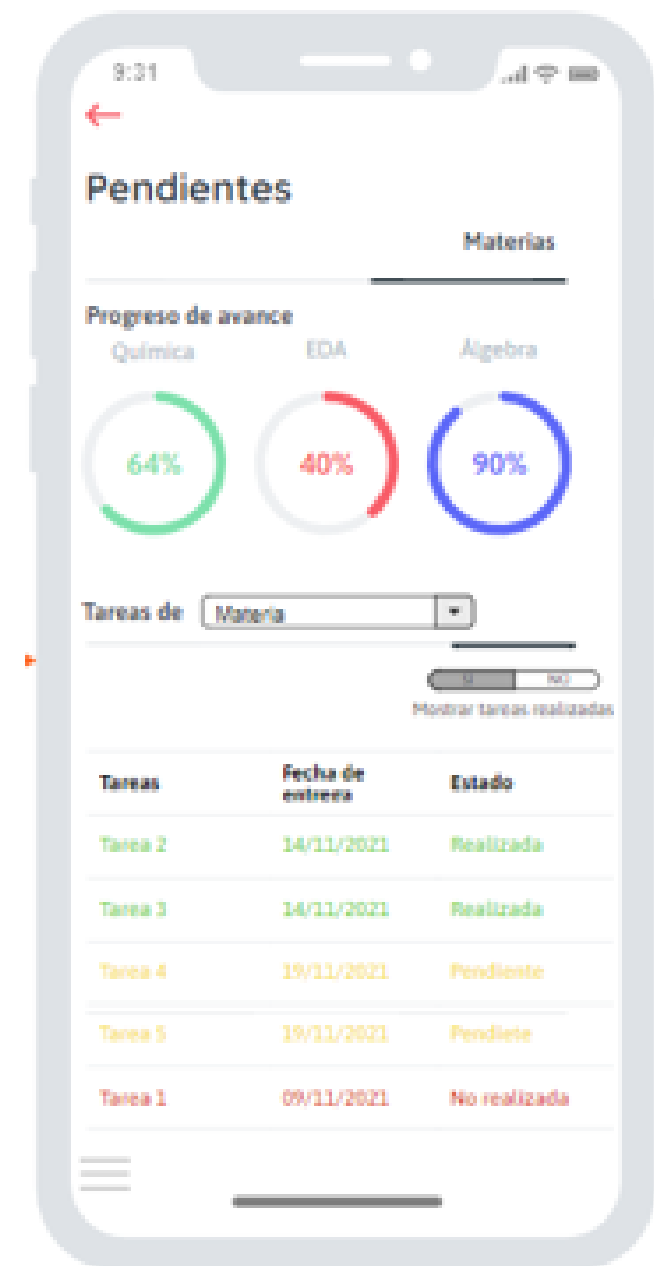 9:31
Pendientes
Materias
Progreso de avance
Química EDA Álgebra
64% 40% 90%
Tareas de Materia
SI NO
Mostrar tareas realizadas
Tareas Fecha de entrega Estado
Tarea 2 14/11/2021 Realizada
Tarea 3 14/11/2021 Realizada
Tarea 4 19/11/2021 Pendiente
Tarea 5 19/11/2021 Pendiete
Tarea 1 09/11/2021 No realizada